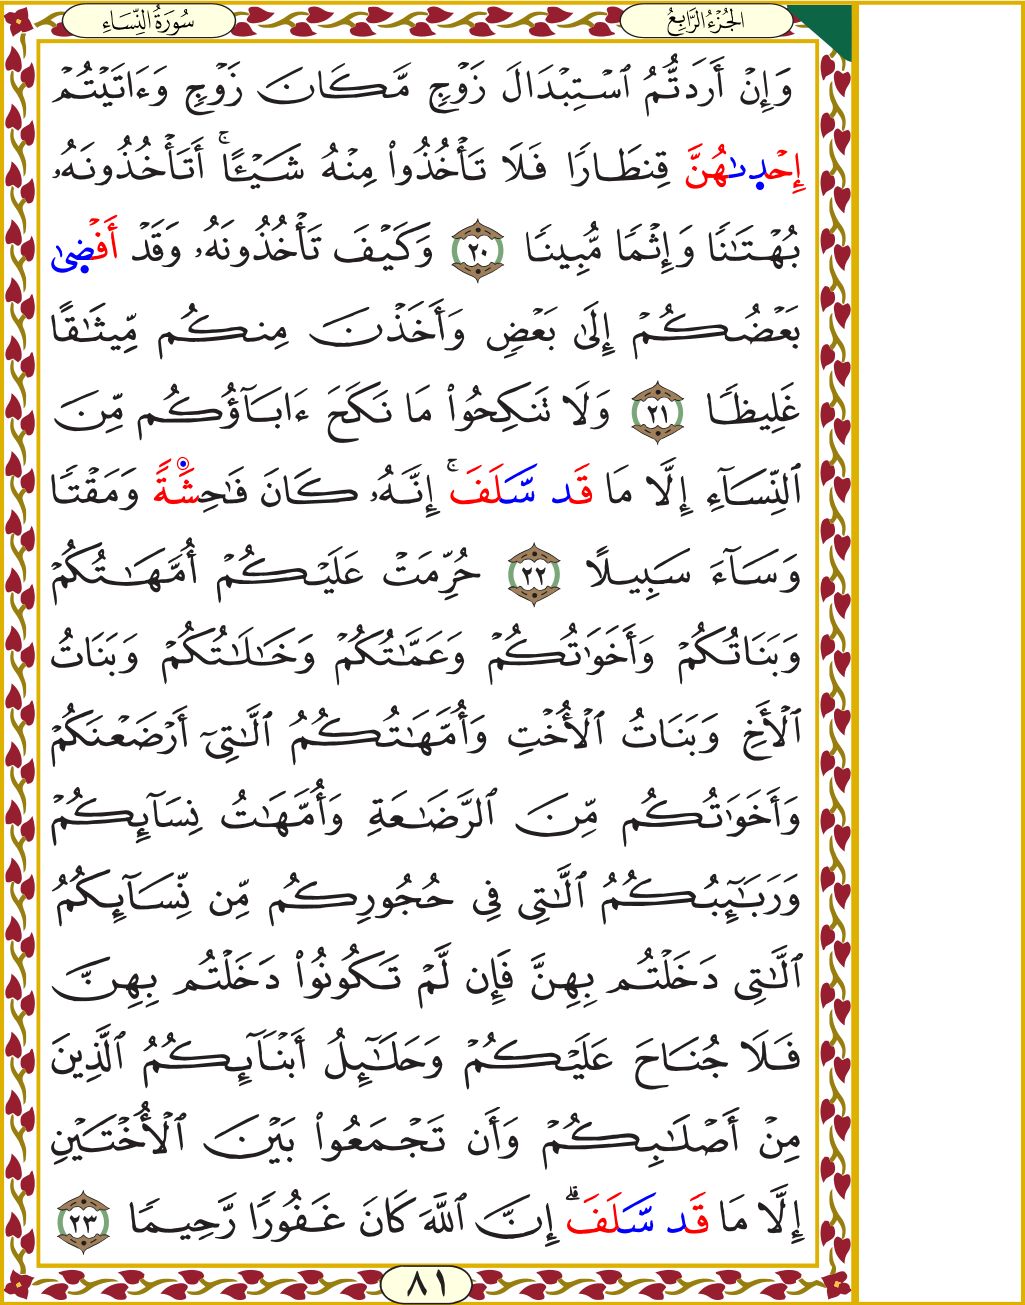 الجُزْءُ الرَّابِعُ
سُورَةُ النِّسَاءِ
وَإِنْ أَرَدتُّمُ ٱسْتِبْدَالَ زَوْجٍ مَّكَانَ زَوْجٍ وَءَاتَيْتُمْ
إِحْدِىٰهُنَّ قِنطَارًا فَلَا تَأْخُذُوا۟ مِنْهُ شَيْـًٔا ۚ أَتَأْخُذُونَهُۥ
بُهْتَـٰنًا وَإِثْمًا مُّبِينًا ٢٠ وَكَيْفَ تَأْخُذُونَهُۥ وَقَدْ أَفْضِىٰ
بَعْضُكُمْ إِلَىٰ بَعْضٍ وَأَخَذْنَ مِنكُم مِّيثَـٰقًا
غَلِيظًا ٢١ وَلَا تَنكِحُوا۟ مَا نَكَحَ ءَابَآؤُكُم مِّنَ
ٱلنِّسَآءِ إِلَّا مَا قَد سَّلَفَ ۚ إِنَّهُۥ كَانَ فَـٰحِشَةً وَمَقْتًا
وَسَآءَ سَبِيلًا ٢٢ حُرِّمَتْ عَلَيْكُمْ أُمَّهَـٰتُكُمْ
وَبَنَاتُكُمْ وَأَخَوَٰتُكُمْ وَعَمَّـٰتُكُمْ وَخَـٰلَـٰتُكُمْ وَبَنَاتُ
ٱلْأَخِ وَبَنَاتُ ٱلْأُخْتِ وَأُمَّهَـٰتُكُمُ ٱلَّـٰتِىٓ أَرْضَعْنَكُمْ
وَأَخَوَٰتُكُم مِّنَ ٱلرَّضَـٰعَةِ وَأُمَّهَـٰتُ نِسَآئِكُمْ
وَرَبَـٰٓئِبُكُمُ ٱلَّـٰتِى فِى حُجُورِكُم مِّن نِّسَآئِكُمُ
ٱلَّـٰتِى دَخَلْتُم بِهِنَّ فَإِن لَّمْ تَكُونُوا۟ دَخَلْتُم بِهِنَّ
فَلَا جُنَاحَ عَلَيْكُمْ وَحَلَـٰٓئِلُ أَبْنَآئِكُمُ ٱلَّذِينَ
مِنْ أَصْلَـٰبِكُمْ وَأَن تَجْمَعُوا۟ بَيْنَ ٱلْأُخْتَيْنِ
إِلَّا مَا قَد سَّلَفَ ۗ إِنَّ ٱللَّهَ كَانَ غَفُورًا رَّحِيمًا ٢٣
٨١